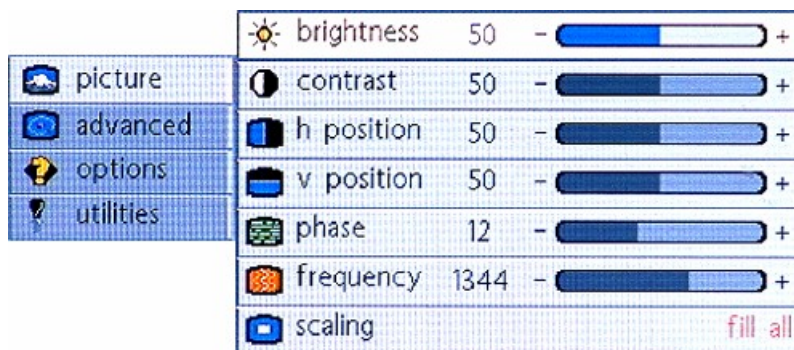 picture
advanced
options
utilities
brightness 50 - +
contrast 50 - +
h position 50 - +
v position 50 - +
phase 12 - +
frequency 1344 - +
scaling fill all